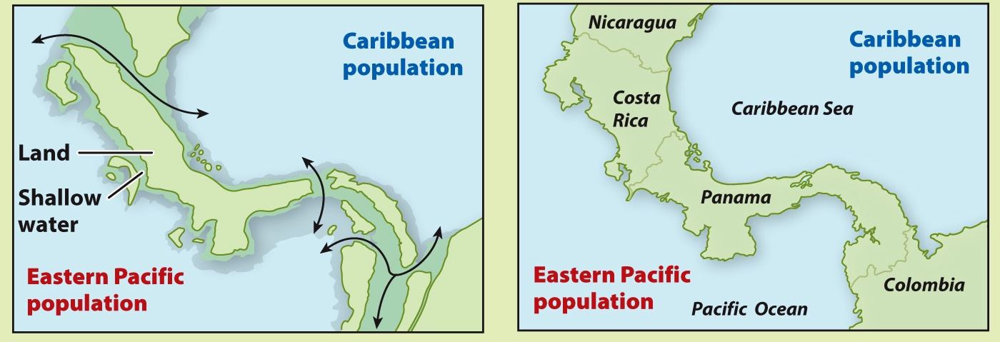 Caribbean
population
Land
Shallow
water
Eastern Pacific
population
Nicaragua
Caribbean
population
Costa
Rica
Caribbean Sea
Panama
Eastern Pacific
population
Colombia
Pacific Ocean